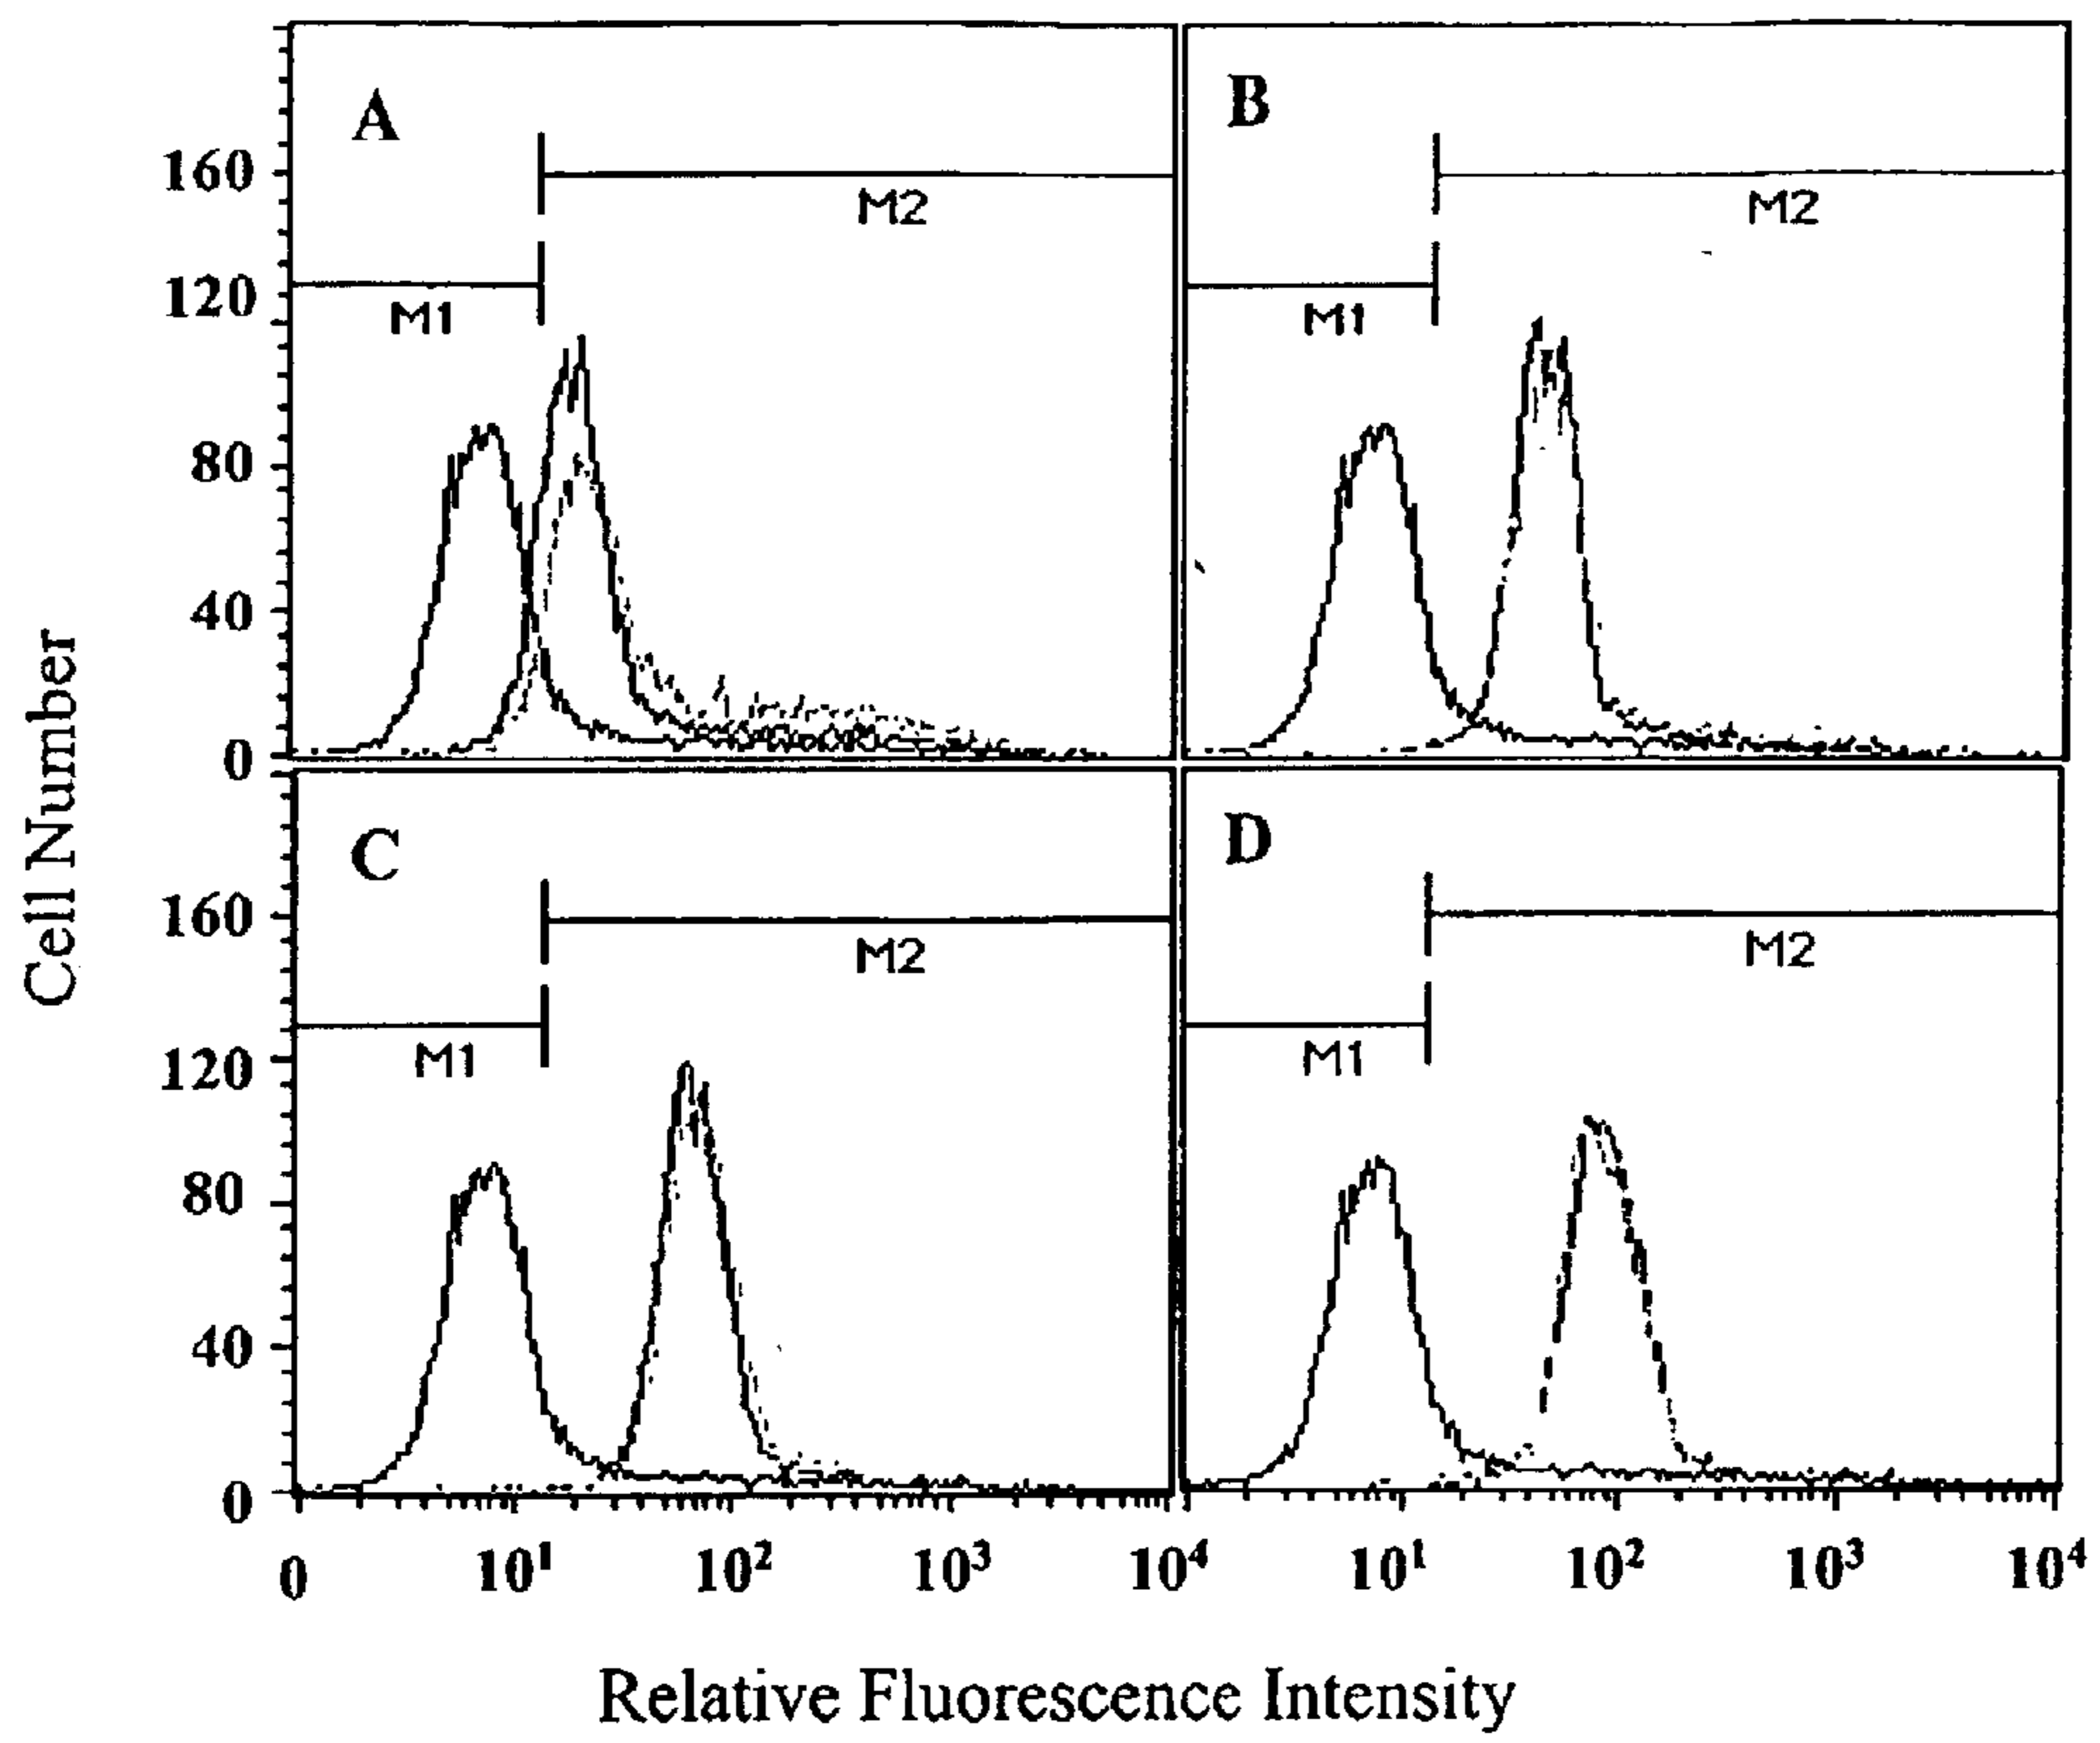 A
B
160
M2
M2
120
M1
M1
80
40
0
Cell Number
C
D
160
M2
M2
120
M1
M1
80
40
0
0 10¹ 10² 10³ 10⁴ 10¹ 10² 10³ 10⁴
Relative Fluorescence Intensity